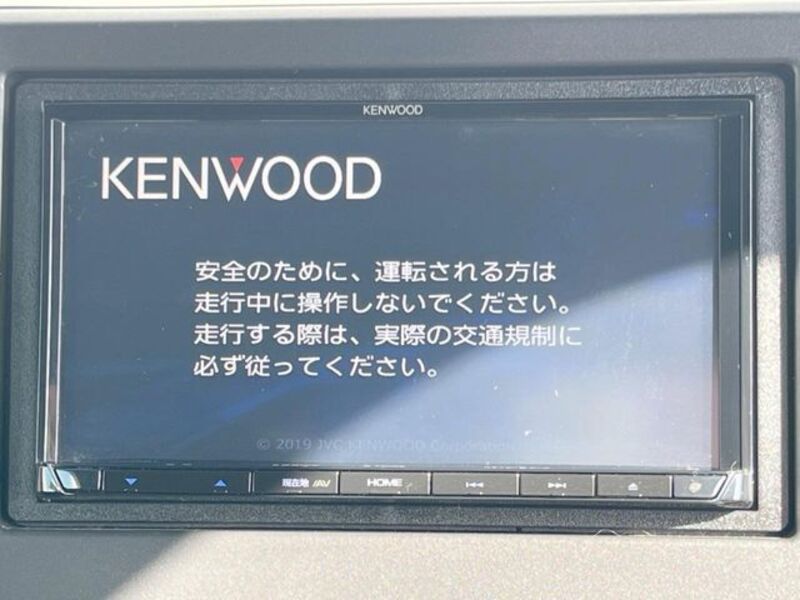 KENWOOD
KENWOOD
安全のために、運転される方は
走行中に操作しないでください。
走行する際は、実際の交通規制に
必ず従ってください。
© 2019 JVC KENWOOD Corporation
現在地 /AV
HOME